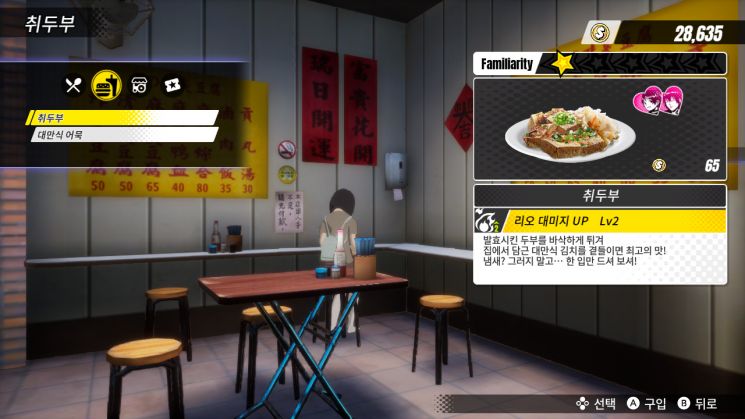 취두부
28,635
Familiarity
취두부
대만식 어묵
瑞日開運
富貴花開
65
50 50 65 65 80 35 30
취두부
리오 대미지 UP Lv2
발효시킨 두부를 바삭하게 튀겨
집에서 담근 대만식 김치를 곁들이면 최고의 맛!
냄새? 그러지 말고… 한 입만 드셔 보셔!
선택 A 구입 B 뒤로